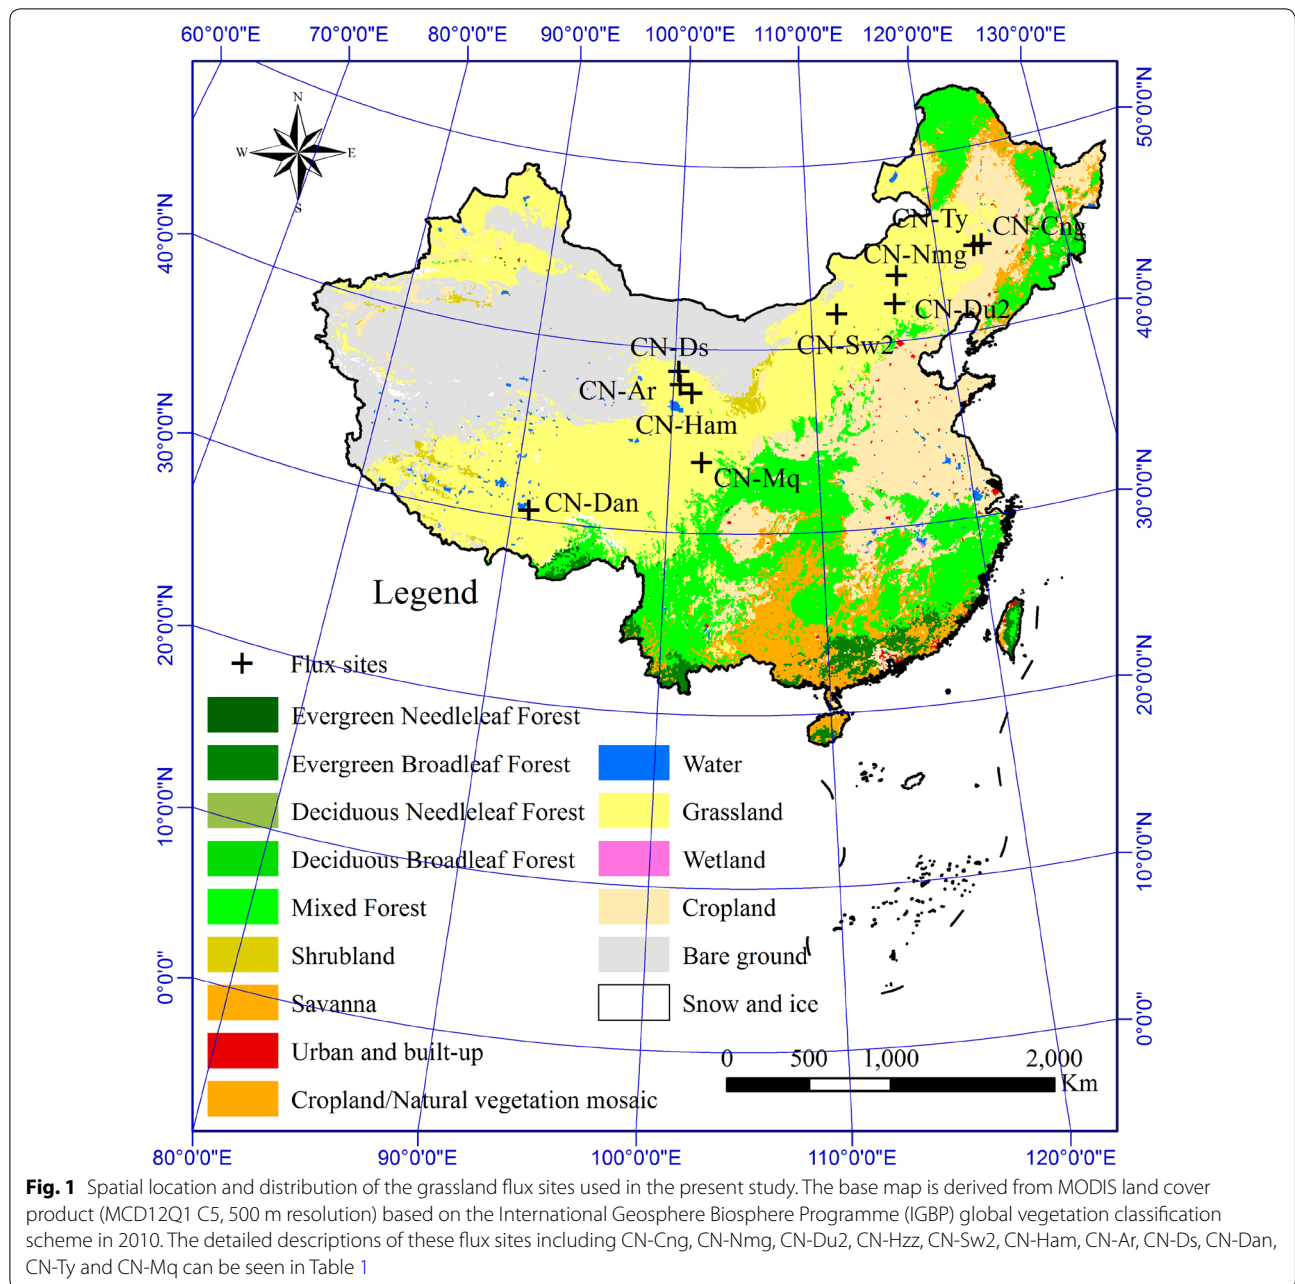 60°0'0"E 70°0'0"E 80°0'0"E 90°0'0"E 100°0'0"E 110°0'0"E 120°0'0"E 130°0'0"E
50°0'0"N
40°0'0"N
30°0'0"N
20°0'0"N
10°0'0"N
0°0'0"
40°0'0"N
30°0'0"N
20°0'0"N
10°0'0"N
0°0'0"
N
W E
S
CN-Ty
CN-Cng
CN-Nmg
CN-Du2
CN-Sw2
CN-Ds
CN-Ar
CN-Ham
CN-Mq
CN-Dan
Legend
Flux sites
Evergreen Needleleaf Forest
Evergreen Broadleaf Forest
Deciduous Needleleaf Forest
Deciduous Broadleaf Forest
Mixed Forest
Shrubland
Savanna
Urban and built-up
Cropland/Natural vegetation mosaic
Water
Grassland
Wetland
Cropland
Bare ground
Snow and ice
0 500 1,000 2,000
Km
80°0'0"E 90°0'0"E 100°0'0"E 110°0'0"E 120°0'0"E
Fig. 1 Spatial location and distribution of the grassland flux sites used in the present study. The base map is derived from MODIS land cover
product (MCD12Q1 C5, 500 m resolution) based on the International Geosphere Biosphere Programme (IGBP) global vegetation classification
scheme in 2010. The detailed descriptions of these flux sites including CN-Cng, CN-Nmg, CN-Du2, CN-Hzz, CN-Sw2, CN-Ham, CN-Ar, CN-Ds, CN-Dan,
CN-Ty and CN-Mq can be seen in Table 1